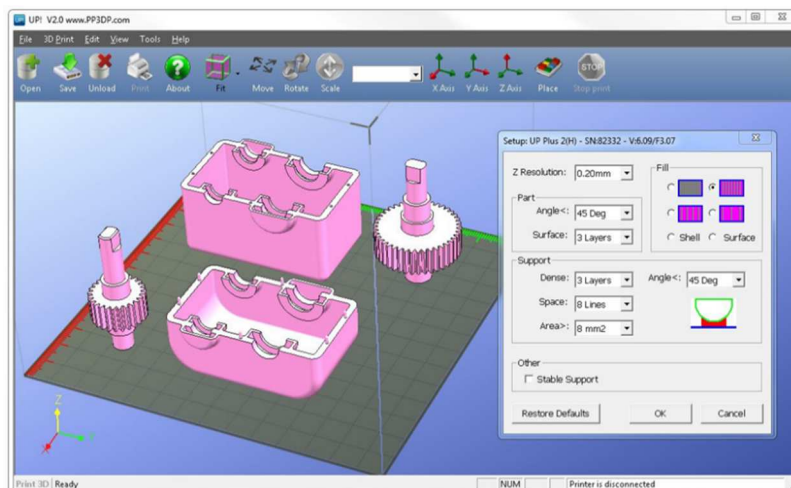 UP! V2.0 www.PP3DP.com
File 3D Print Edit View Tools Help
Open Save Unload Print About Fit Move Rotate Scale X Axis Y Axis Z Axis Place Stop print
STOP
Setup: UP Plus 2(H) - SN:82332 - V:6.09/F3.07
Z Resolution: 0.20mm
Fill
Part
Angle<: 45 Deg
Surface: 3 Layers
Shell Surface
Support
Dense: 3 Layers Angle<: 45 Deg
Space: 8 Lines
Area>: 8 mm2
Other
Stable Support
Restore Defaults OK Cancel
Z
Y
X
Print 3D Ready NUM Printer is disconnected